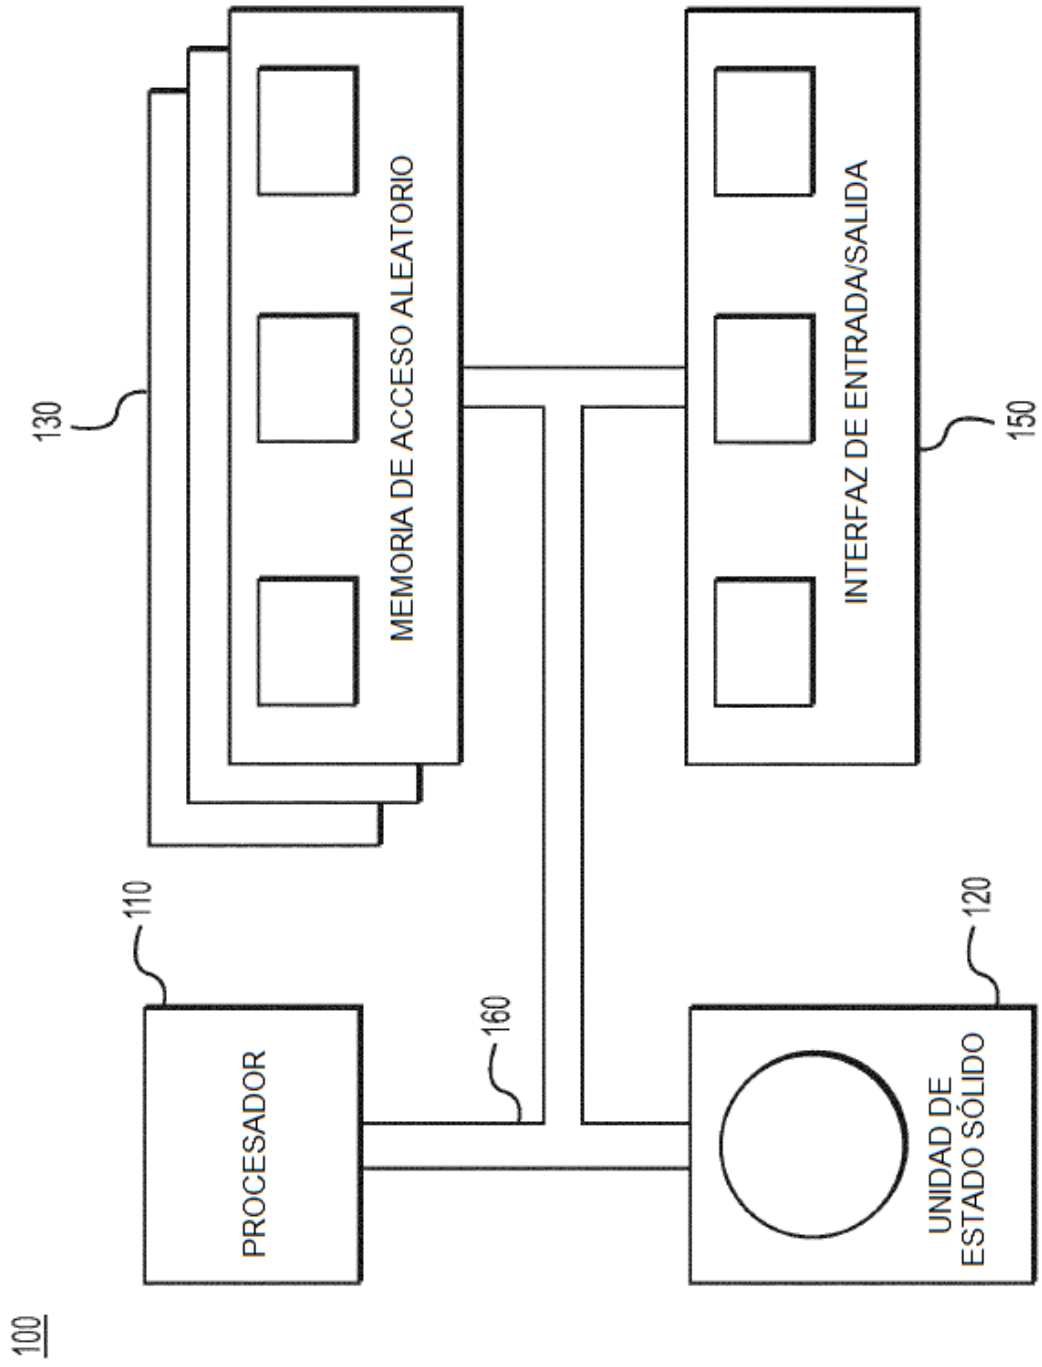 100
110
PROCESADOR
130
MEMORIA DE ACCESO ALEATORIO
160
120
UNIDAD DE
ESTADO SÓLIDO
INTERFAZ DE ENTRADA/SALIDA
150